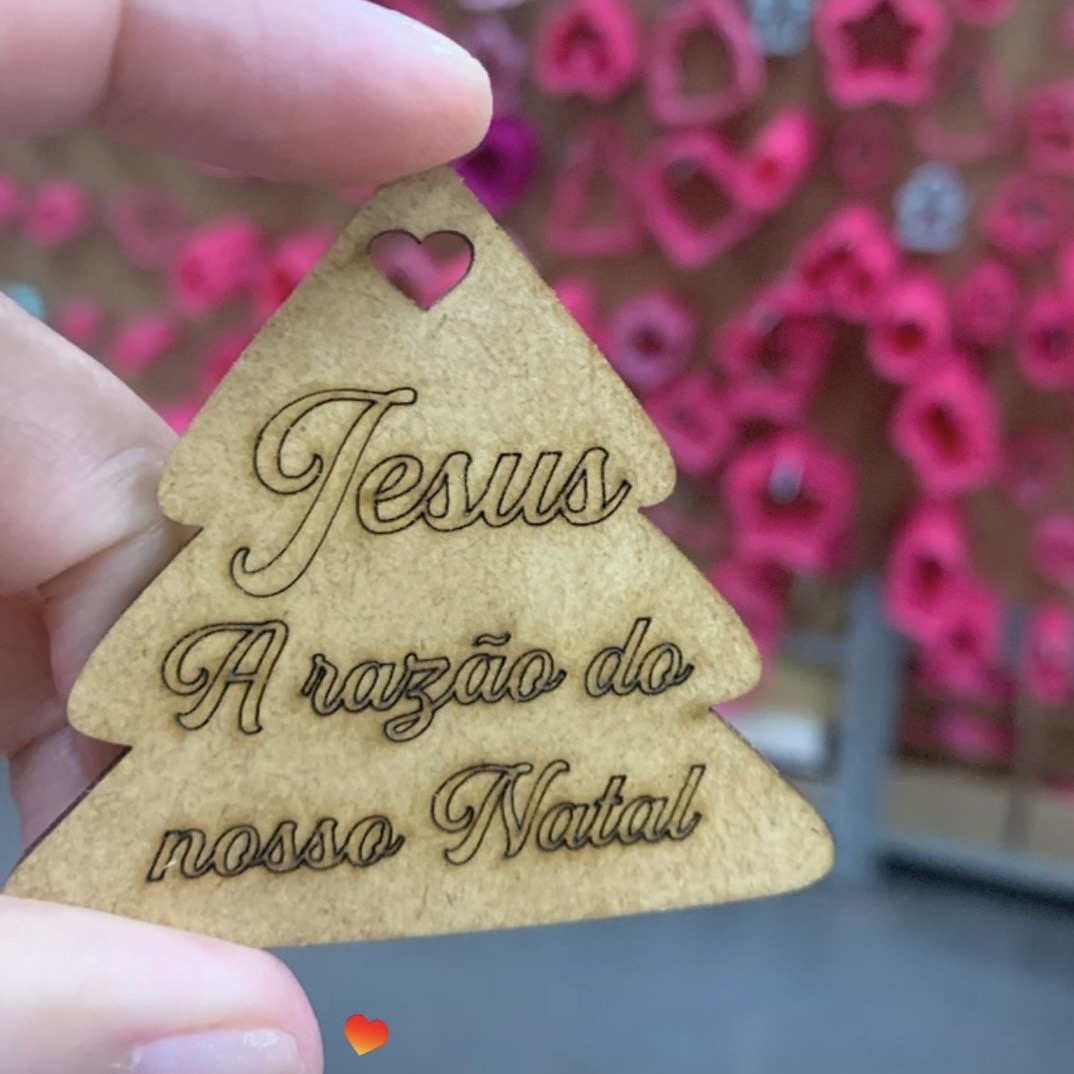 Jesus
A razão do
nosso Natal